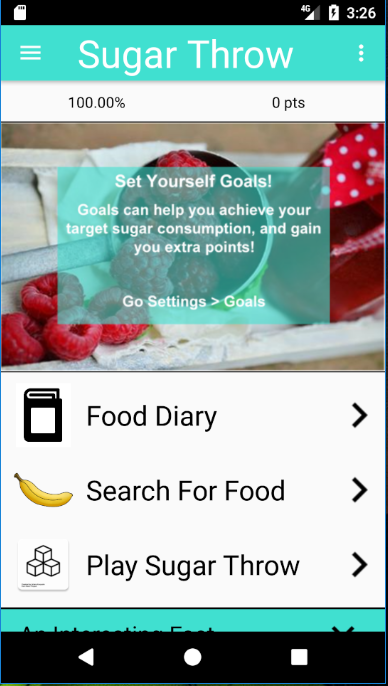 4G 3:26
Sugar Throw
100.00% 0 pts
Set Yourself Goals!
Goals can help you achieve your
target sugar consumption, and gain
you extra points!
Go Settings > Goals
Food Diary
Search For Food
Play Sugar Throw
An Interesting Fact